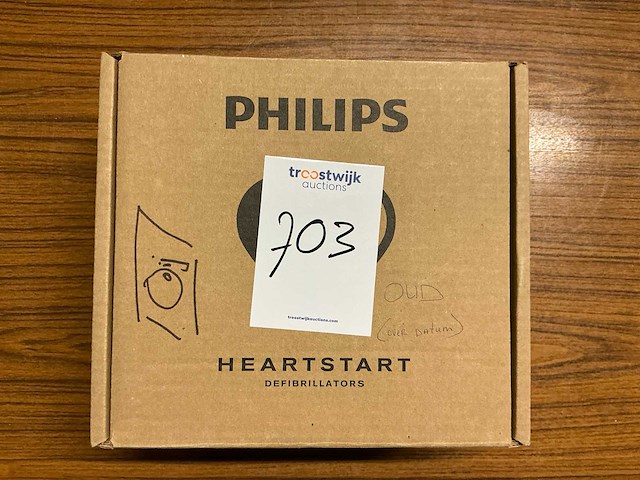 PHILIPS
troostwijk
auctions
703
troostwijkauctions.com
OUD
(OVER DATUM)
HEARTSTART
DEFIBRILLATORS